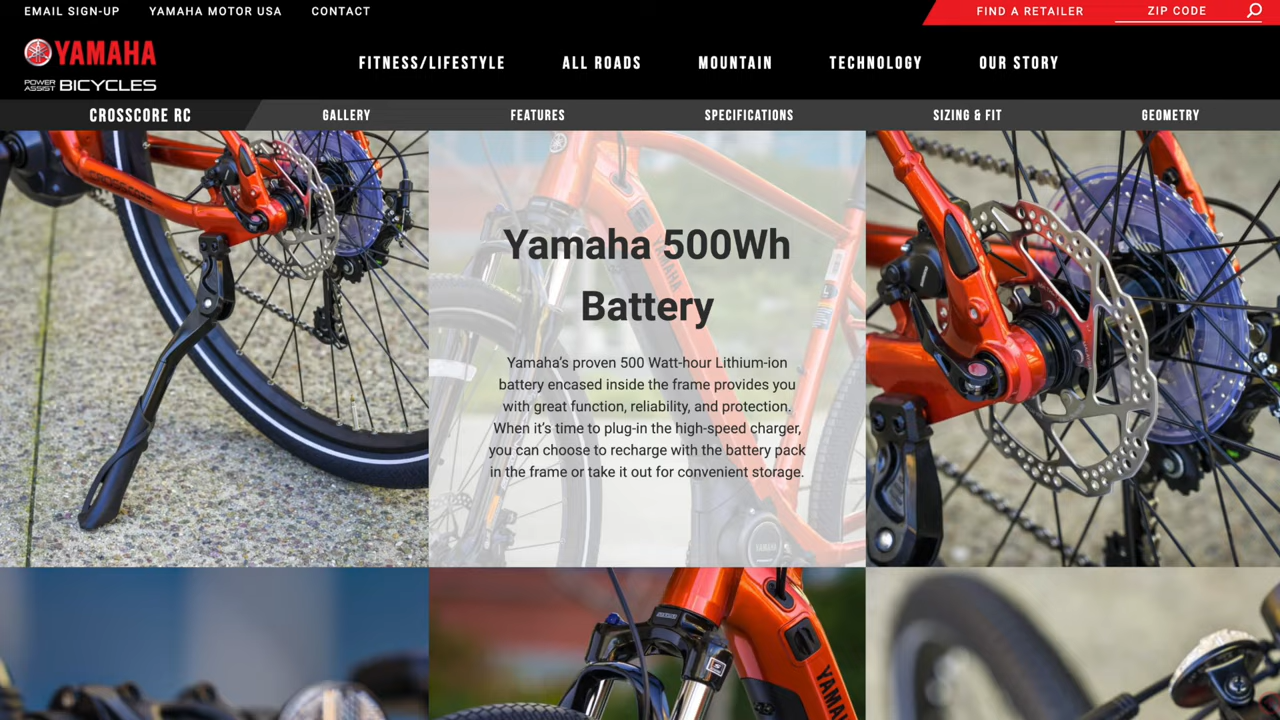 EMAIL SIGN-UP YAMAHA MOTOR USA CONTACT FIND A RETAILER ZIP CODE
YAMAHA
POWER ASSIST BICYCLES
FITNESS/LIFESTYLE ALL ROADS MOUNTAIN TECHNOLOGY OUR STORY
CROSSCORE RC GALLERY FEATURES SPECIFICATIONS SIZING & FIT GEOMETRY
CROSSCORE
YAMAHA
Yamaha 500Wh
Battery
Yamaha's proven 500 Watt-hour Lithium-ion
battery encased inside the frame provides you
with great function, reliability, and protection.
When it's time to plug-in the high-speed charger,
you can choose to recharge with the battery pack
in the frame or take it out for convenient storage.
YAMAHA
YAMAHA